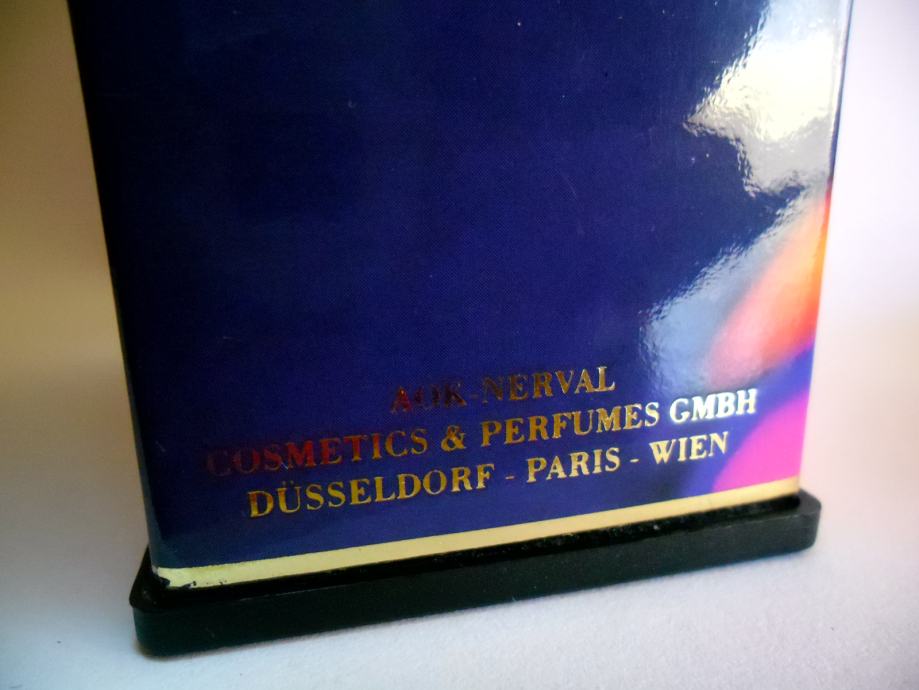 AOK-NERVAL
COSMETICS & PERFUMES GMBH
DÜSSELDORF - PARIS - WIEN